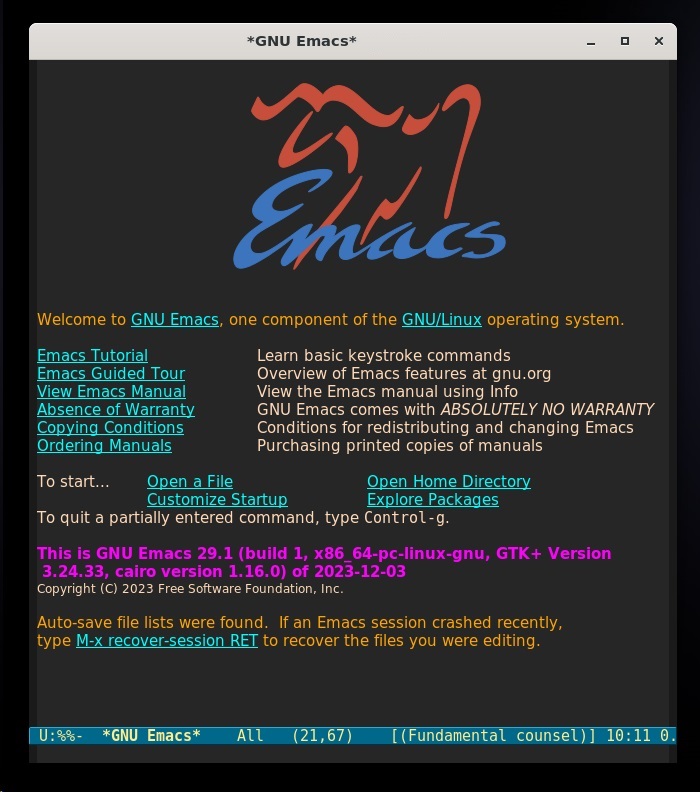 *GNU Emacs*
Emacs
Welcome to GNU Emacs, one component of the GNU/Linux operating system.
Emacs Tutorial Learn basic keystroke commands
Emacs Guided Tour Overview of Emacs features at gnu.org
View Emacs Manual View the Emacs manual using Info
Absence of Warranty GNU Emacs comes with ABSOLUTELY NO WARRANTY
Copying Conditions Conditions for redistributing and changing Emacs
Ordering Manuals Purchasing printed copies of manuals
To start... Open a File Open Home Directory
Customize Startup Explore Packages
To quit a partially entered command, type Control-g.
This is GNU Emacs 29.1 (build 1, x86_64-pc-linux-gnu, GTK+ Version
3.24.33, cairo version 1.16.0) of 2023-12-03
Copyright (C) 2023 Free Software Foundation, Inc.
Auto-save file lists were found.  If an Emacs session crashed recently,
type M-x recover-session RET to recover the files you were editing.
U:%%-  *GNU Emacs*    All   (21,67)    [(Fundamental counsel)] 10:11 0.